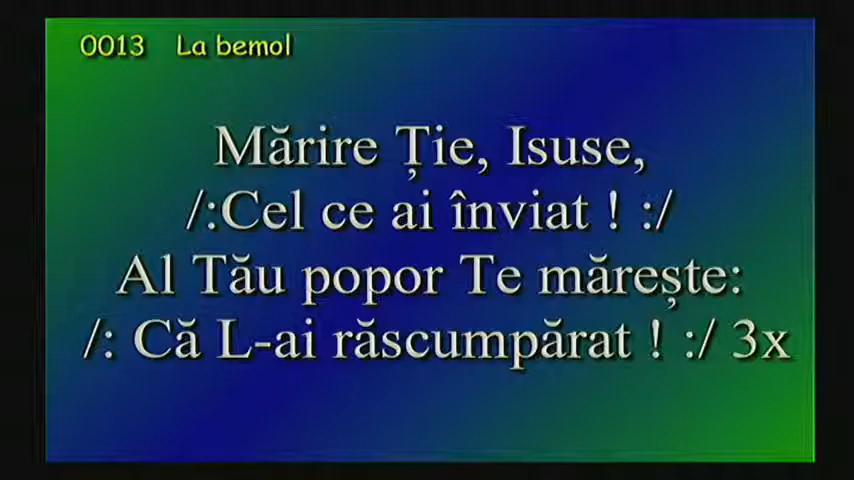 0013 La bemol
Mărire Ție, Isuse,
/:Cel ce ai înviat ! :/
Al Tău popor Te mărește:
/: Că L-ai răscumpărat ! :/ 3x